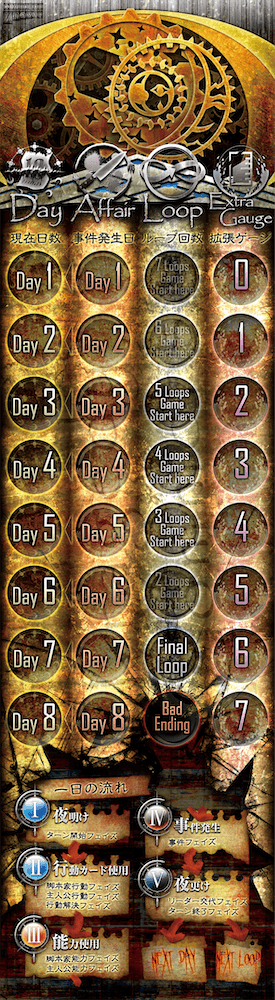 Day Affair Loop Extra Gauge
現在日数 事件発生日 ループ回数 拡張ゲージ
Day 1 Day 1 7 Loops Game Start here 0
Day 2 Day 2 6 Loops Game Start here 1
Day 3 Day 3 5 Loops Game Start here 2
Day 4 Day 4 4 Loops Game Start here 3
Day 5 Day 5 3 Loops Game Start here 4
Day 6 Day 6 2 Loops Game Start here 5
Day 7 Day 7 Final Loop 6
Day 8 Day 8 Bad Ending 7
一日の流れ
I 夜明け
ターン開始フェイズ
II 行動カード使用
脚本家行動フェイズ
主人公行動フェイズ
行動解決フェイズ
III 能力使用
脚本家能力フェイズ
主人公能力フェイズ
IV 事件発生
事件フェイズ
V 夜更け
リーダー交代フェイズ
ターン終了フェイズ
NEXT DAY
NEXT LOOP